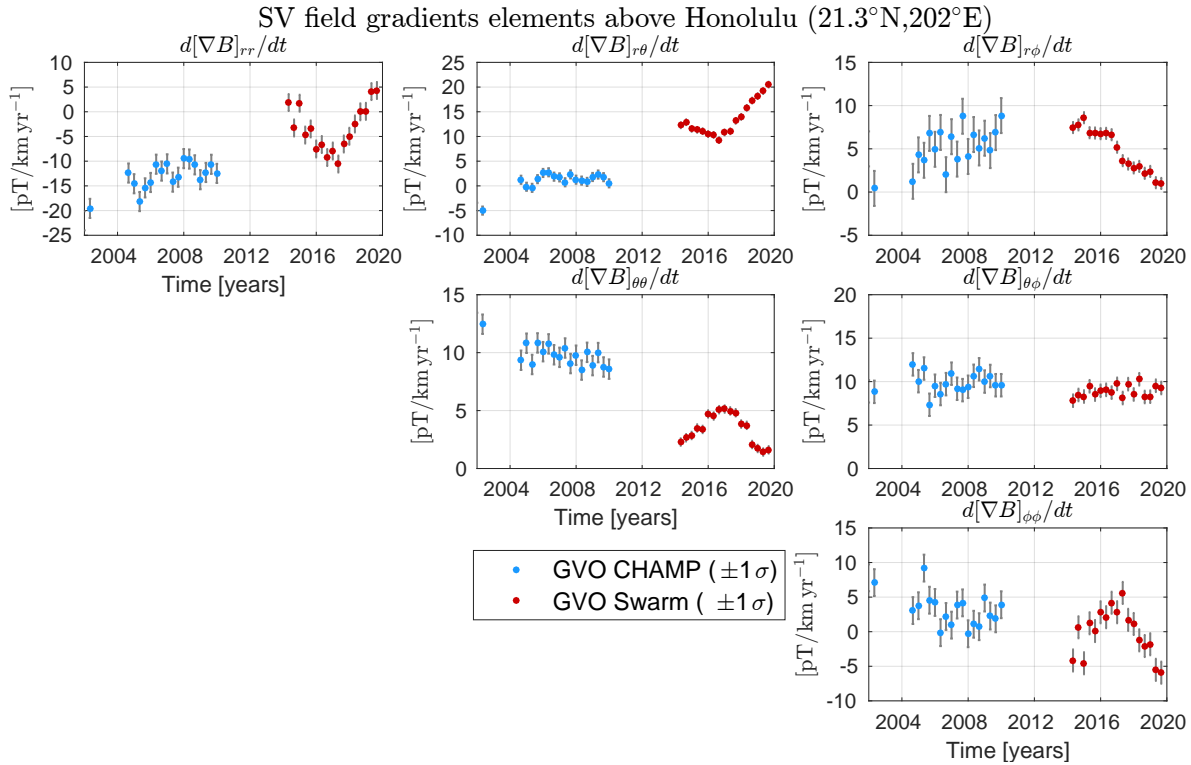 SV field gradients elements above Honolulu (21.3°N,202°E)
d[∇B]rr/dt
d[∇B]rθ/dt
d[∇B]rϕ/dt
[pT/km yr⁻¹]
10
5
0
-5
-10
-15
-20
-25
2004 2008 2012 2016 2020
Time [years]
[pT/km yr⁻¹]
25
20
15
10
5
0
-5
-10
2004 2008 2012 2016 2020
[pT/km yr⁻¹]
15
10
5
0
-5
2004 2008 2012 2016 2020
d[∇B]θθ/dt
d[∇B]θϕ/dt
[pT/km yr⁻¹]
15
10
5
0
2004 2008 2012 2016 2020
Time [years]
[pT/km yr⁻¹]
20
15
10
5
0
2004 2008 2012 2016 2020
d[∇B]ϕϕ/dt
GVO CHAMP ( ±1 σ)
GVO Swarm ( ±1 σ)
[pT/km yr⁻¹]
15
10
5
0
-5
-10
2004 2008 2012 2016 2020
Time [years]